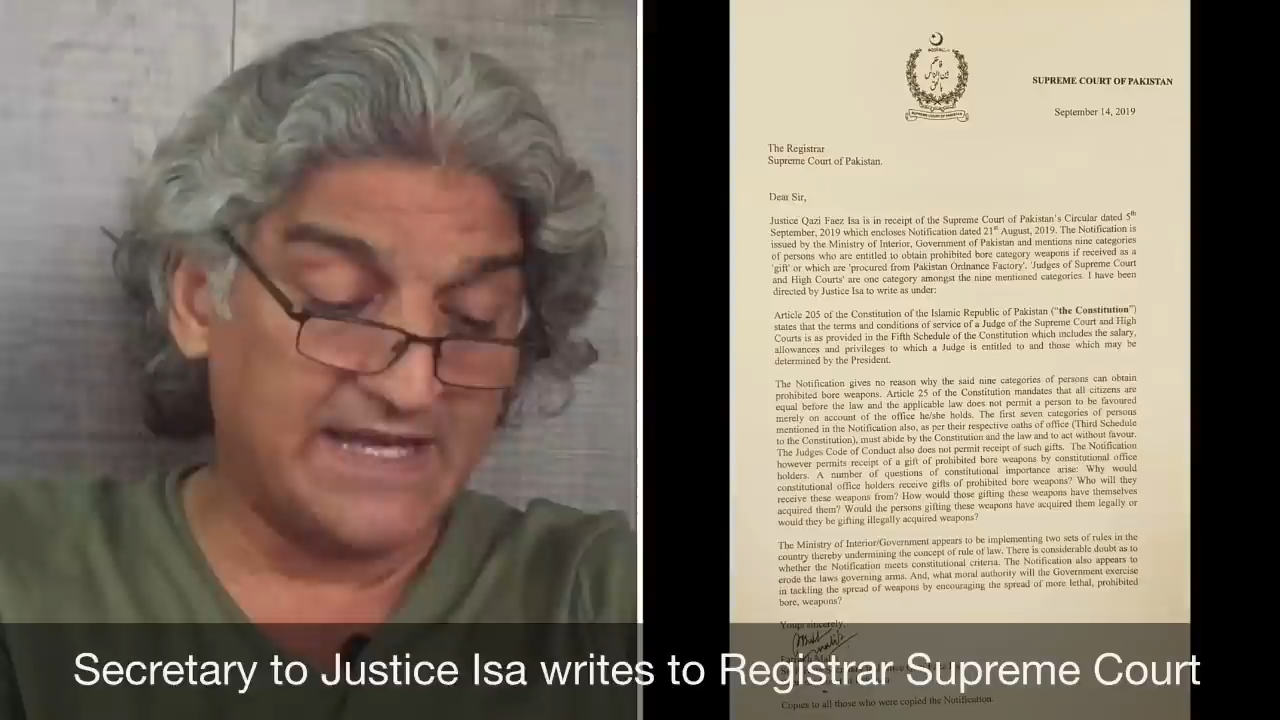 فاحکم
بین الناس
بالحق
SUPREME COURT OF PAKISTAN
SUPREME COURT OF PAKISTAN
September 14, 2019
The Registrar
Supreme Court of Pakistan.
Dear Sir,
Justice Qazi Faez Isa is in receipt of the Supreme Court of Pakistan's Circular dated 5th
September, 2019 which encloses Notification dated 21st August, 2019. The Notification is
issued by the Ministry of Interior, Government of Pakistan and mentions nine categories
of persons who are entitled to obtain prohibited bore category weapons if received as a
'gift' or which are 'procured from Pakistan Ordnance Factory'. 'Judges of Supreme Court
and High Courts' are one category amongst the nine mentioned categories. I have been
directed by Justice Isa to write as under:
Article 205 of the Constitution of the Islamic Republic of Pakistan ("the Constitution")
states that the terms and conditions of service of a Judge of the Supreme Court and High
Courts is as provided in the Fifth Schedule of the Constitution which includes the salary,
allowances and privileges to which a Judge is entitled to and those which may be
determined by the President.
The Notification gives no reason why the said nine categories of persons can obtain
prohibited bore weapons. Article 25 of the Constitution mandates that all citizens are
equal before the law and the applicable law does not permit a person to be favoured
merely on account of the office he/she holds. The first seven categories of persons
mentioned in the Notification also, as per their respective oaths of office (Third Schedule
to the Constitution), must abide by the Constitution and the law and to act without favour.
The Judges Code of Conduct also does not permit receipt of such gifts. The Notification
however permits receipt of a gift of prohibited bore weapons by constitutional office
holders. A number of questions of constitutional importance arise: Why would
constitutional office holders receive gifts of prohibited bore weapons? Who will they
receive these weapons from? How would those gifting these weapons have themselves
acquired them? Would the persons gifting these weapons have acquired them legally or
would they be gifting illegally acquired weapons?
The Ministry of Interior/Government appears to be implementing two sets of rules in the
country thereby undermining the concept of rule of law. There is considerable doubt as to
whether the Notification meets constitutional criteria. The Notification also appears to
erode the laws governing arms. And, what moral authority will the Government exercise
in tackling the spread of weapons by encouraging the spread of more lethal, prohibited
bore, weapons?
Yours sincerely,
Secretary to Justice Isa writes to Registrar Supreme Court
Copies to all those who were copied the Notification.